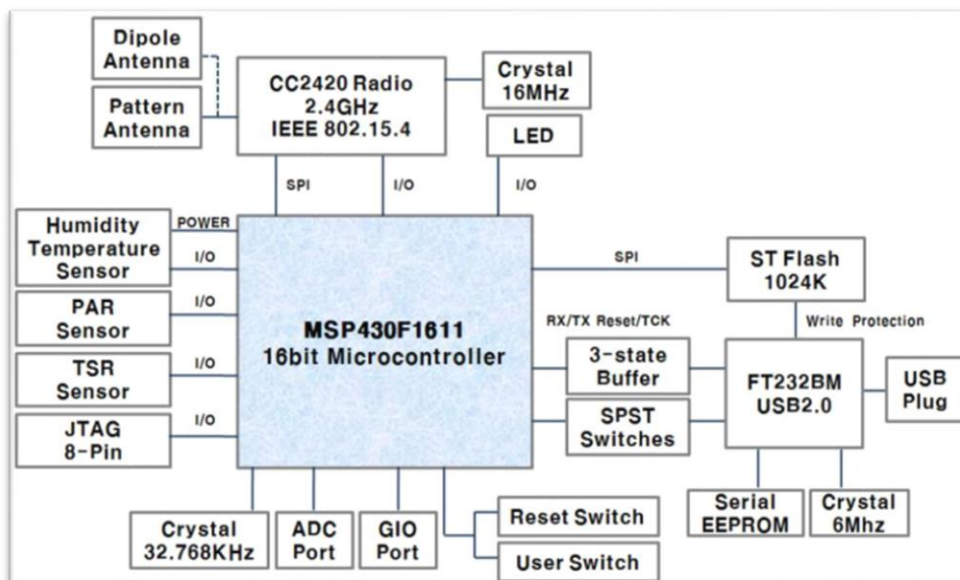 Dipole
Antenna
Pattern
Antenna
CC2420 Radio
2.4GHz
IEEE 802.15.4
Crystal
16MHz
LED
SPI
I/O
I/O
Humidity
Temperature
Sensor
POWER
I/O
PAR
Sensor
I/O
TSR
Sensor
I/O
JTAG
8-Pin
I/O
MSP430F1611
16bit Microcontroller
SPI
ST Flash
1024K
Write Protection
RX/TX Reset/TCK
3-state
Buffer
SPST
Switches
FT232BM
USB2.0
USB
Plug
Serial
EEPROM
Crystal
6Mhz
Crystal
32.768KHz
ADC
Port
GIO
Port
Reset Switch
User Switch